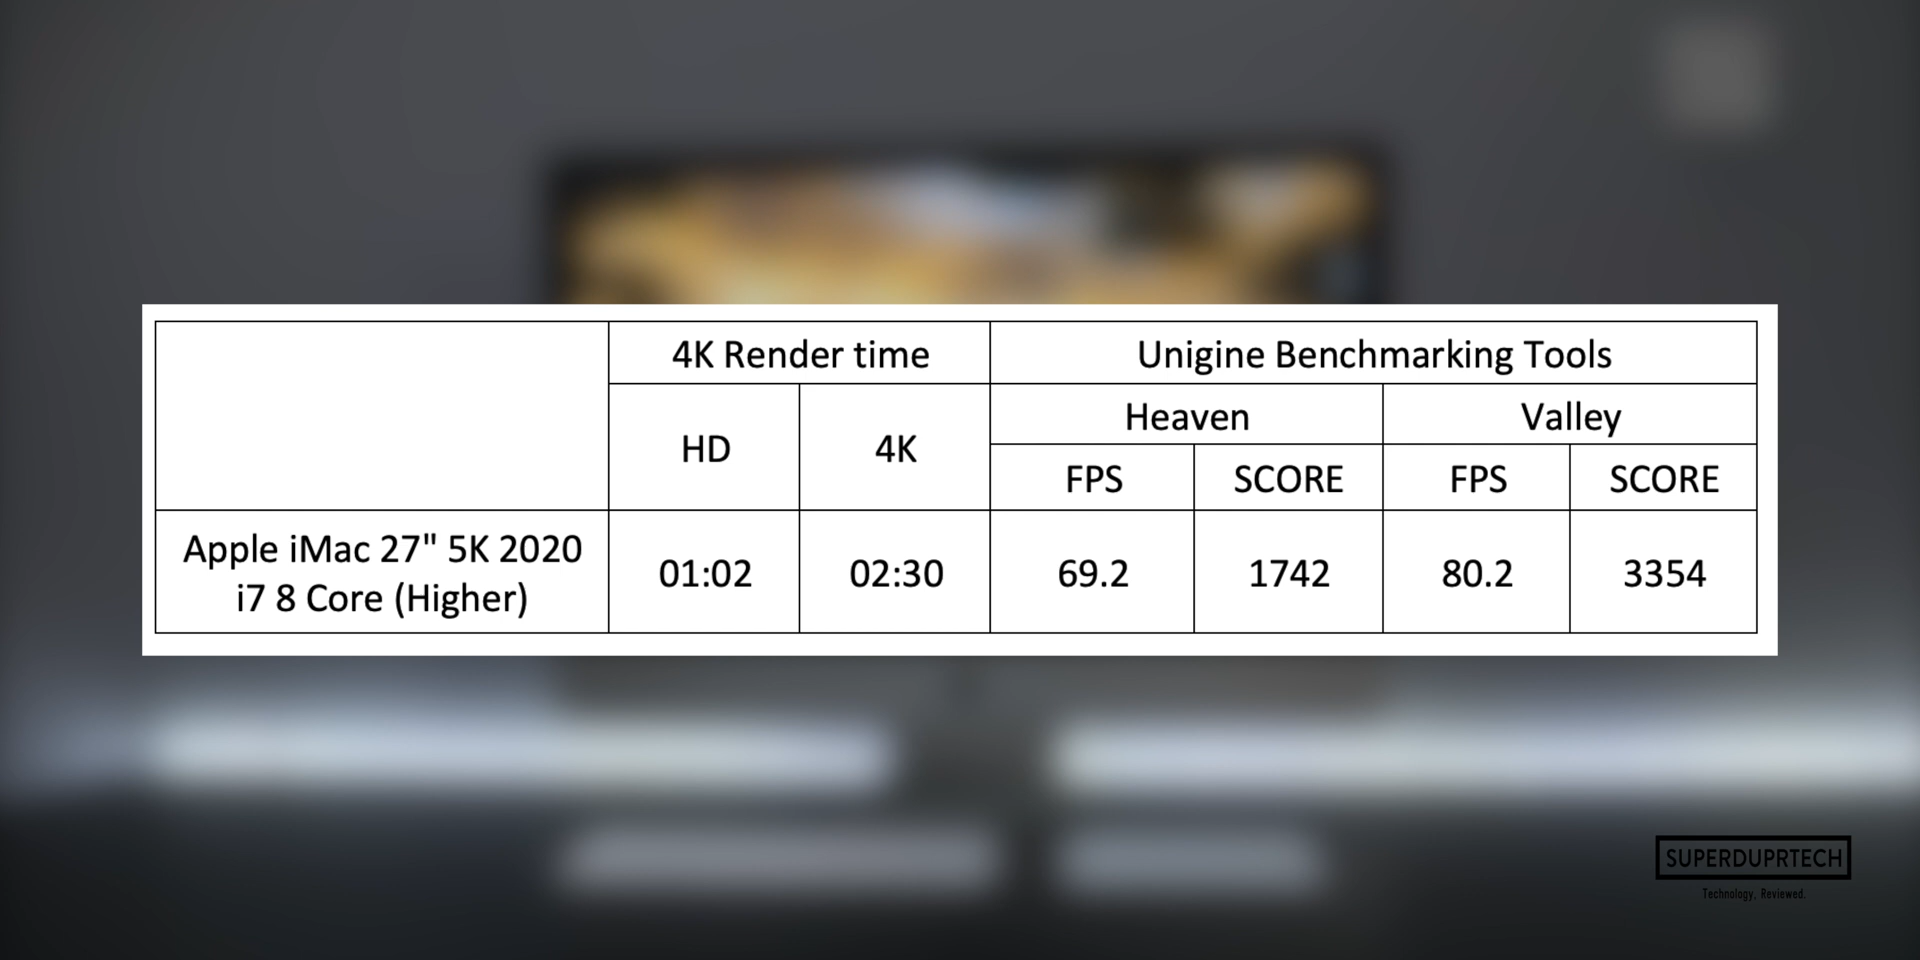 4K Render time
Unigine Benchmarking Tools
HD
4K
Heaven
Valley
FPS
SCORE
FPS
SCORE
Apple iMac 27" 5K 2020
i7 8 Core (Higher)
01:02
02:30
69.2
1742
80.2
3354
SUPERDUPRTECH
Technology, Reviewed.